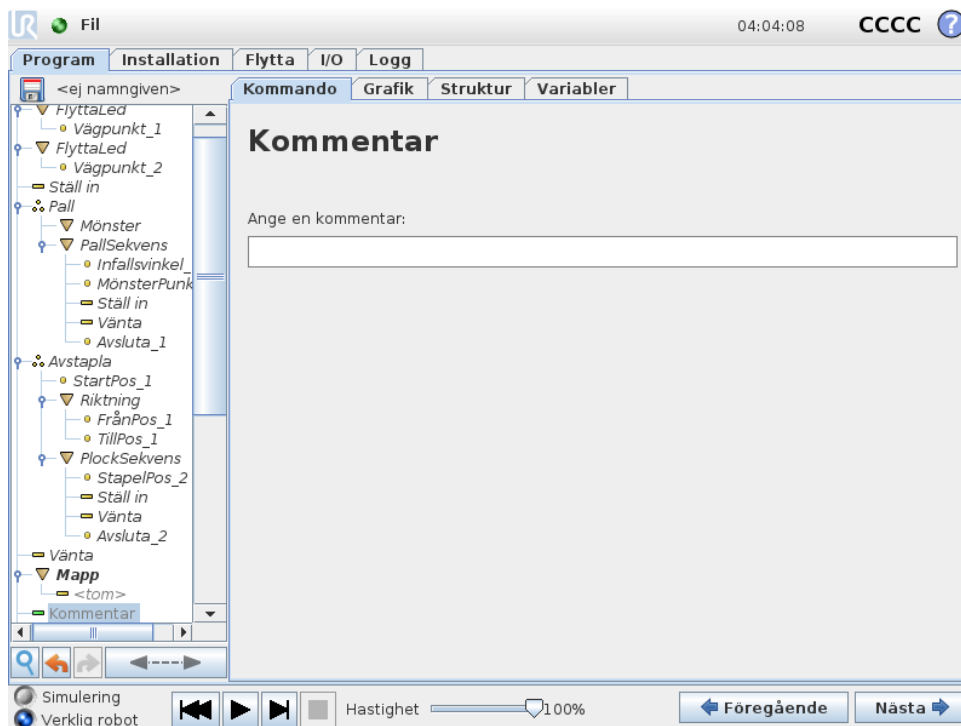 UR Fil 04:04:08 CCCC ?
Program Installation Flytta I/O Logg
<ej namngiven>
Kommando Grafik Struktur Variabler
FlyttaLed
Vägpunkt_1
FlyttaLed
Vägpunkt_2
Ställ in
Pall
Mönster
PallSekvens
Infallsvinkel_
MönsterPunk
Ställ in
Vänta
Avsluta_1
Avstapla
StartPos_1
Riktning
FrånPos_1
TillPos_1
PlockSekvens
StapelPos_2
Ställ in
Vänta
Avsluta_2
Vänta
Mapp
<tom>
Kommentar
Kommentar
Ange en kommentar:
Simulering
Verklig robot
Hastighet 100%
Föregående Nästa